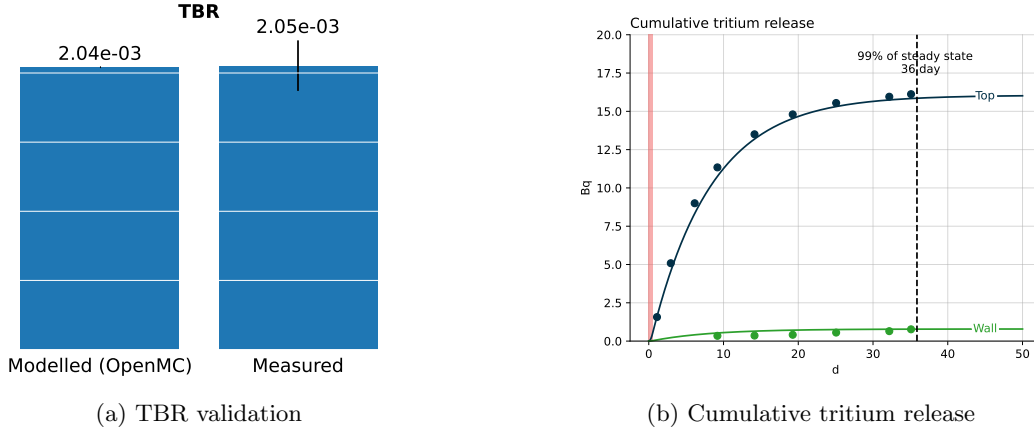 TBR
2.04e-03
2.05e-03
Modelled (OpenMC)
Measured
(a) TBR validation
Cumulative tritium release
20.0
17.5
15.0
12.5
10.0
7.5
5.0
2.5
0.0
Bq
99% of steady state
36 day
Top
Wall
0
10
20
30
40
50
d
(b) Cumulative tritium release